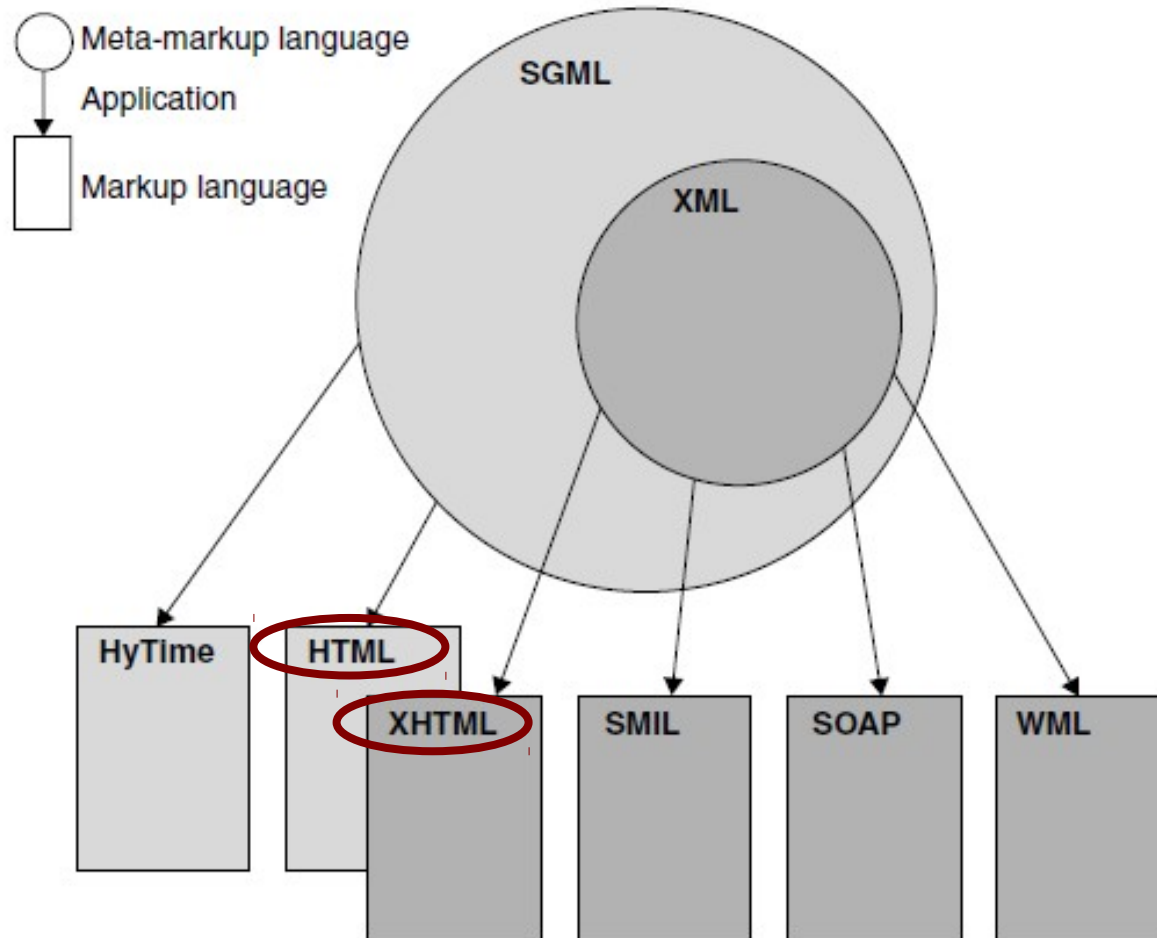 Meta-markup language
Application
Markup language
SGML
XML
HyTime
HTML
XHTML
SMIL
SOAP
WML